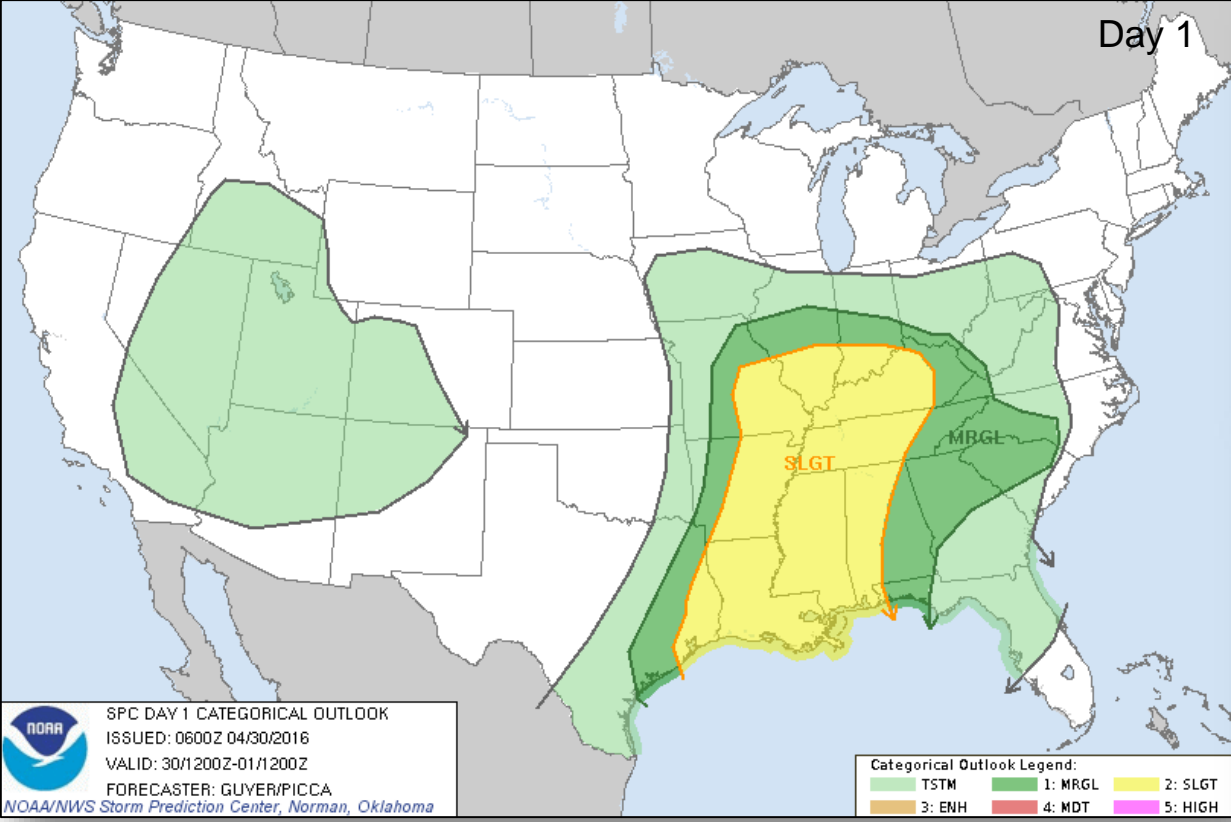 Day 1
MRGL
SLGT
NOAA
SPC DAY 1 CATEGORICAL OUTLOOK
ISSUED: 0600Z 04/30/2016
VALID: 30/1200Z-01/1200Z
FORECASTER: GUYER/PICCA
NOAA/NWS Storm Prediction Center, Norman, Oklahoma
Categorical Outlook Legend:
TSTM 1: MRGL 2: SLGT
3: ENH 4: MDT 5: HIGH